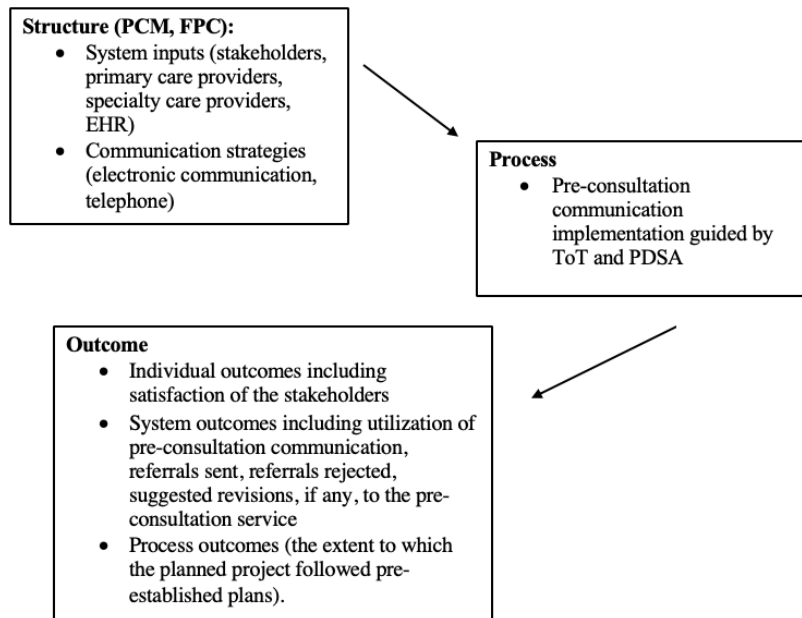 Structure (PCM, FPC):
• System inputs (stakeholders,
primary care providers,
specialty care providers,
EHR)
• Communication strategies
(electronic communication,
telephone)
Process
• Pre-consultation
communication
implementation guided by
ToT and PDSA
Outcome
• Individual outcomes including
satisfaction of the stakeholders
• System outcomes including utilization of
pre-consultation communication,
referrals sent, referrals rejected,
suggested revisions, if any, to the pre-
consultation service
• Process outcomes (the extent to which
the planned project followed pre-
established plans).